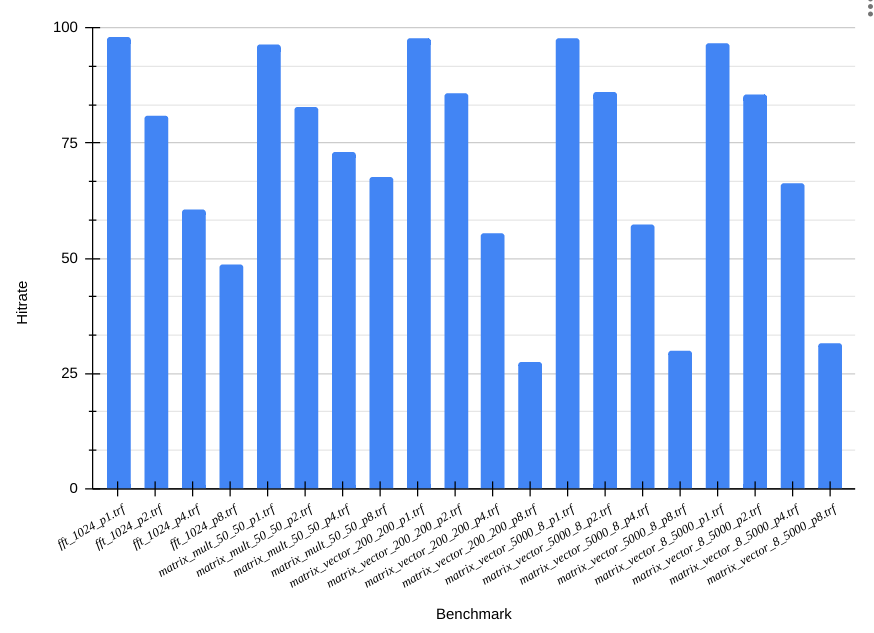 100
75
50
25
0
Hitrate
fft_1024_p1.trf
fft_1024_p2.trf
fft_1024_p4.trf
fft_1024_p8.trf
matrix_mult_50_50_p1.trf
matrix_mult_50_50_p2.trf
matrix_mult_50_50_p4.trf
matrix_mult_50_50_p8.trf
matrix_vector_200_200_p1.trf
matrix_vector_200_200_p2.trf
matrix_vector_200_200_p4.trf
matrix_vector_200_200_p8.trf
matrix_vector_5000_8_p1.trf
matrix_vector_5000_8_p2.trf
matrix_vector_5000_8_p4.trf
matrix_vector_5000_8_p8.trf
matrix_vector_8_5000_p1.trf
matrix_vector_8_5000_p2.trf
matrix_vector_8_5000_p4.trf
matrix_vector_8_5000_p8.trf
Benchmark